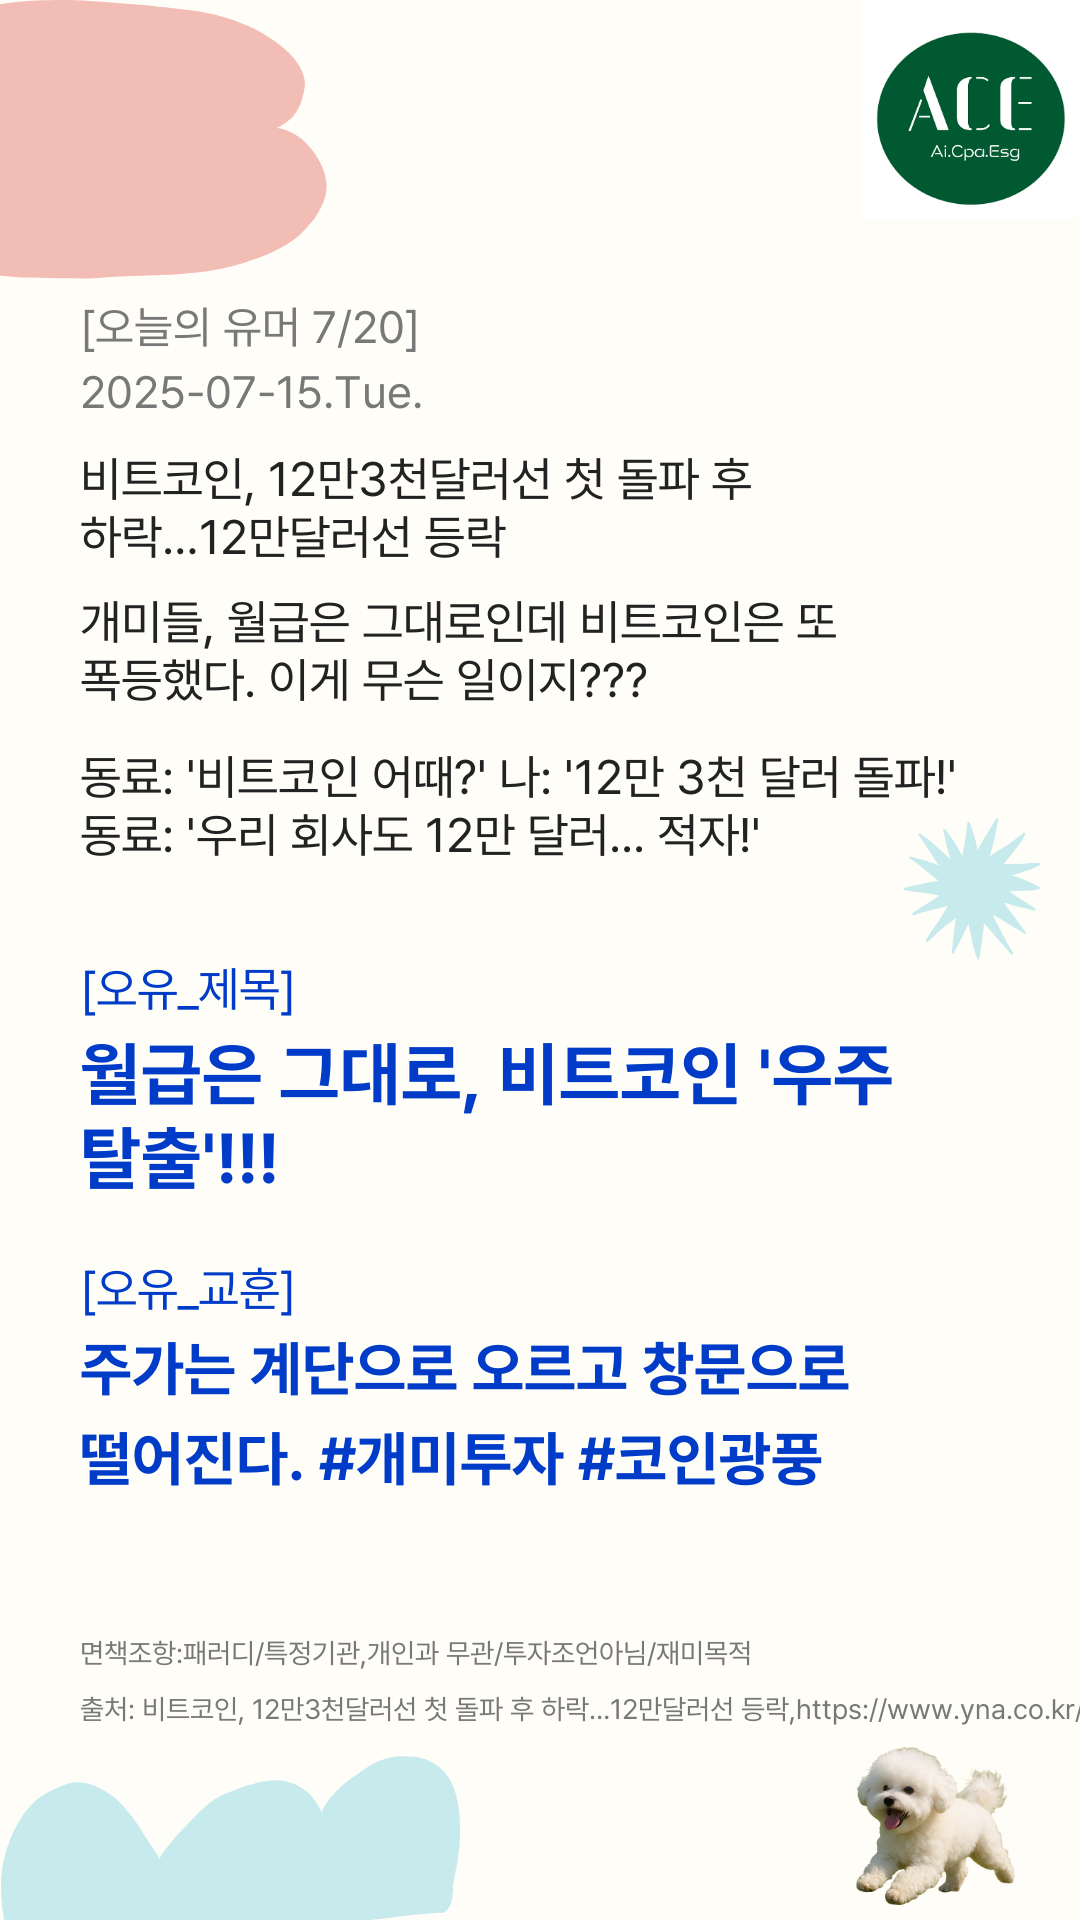 ACE
Ai.Cpa.Esg
[오늘의 유머 7/20]
2025-07-15.Tue.
비트코인, 12만3천달러선 첫 돌파 후
하락...12만달러선 등락
개미들, 월급은 그대로인데 비트코인은 또
폭등했다. 이게 무슨 일이지???
동료: '비트코인 어때?' 나: '12만 3천 달러 돌파!'
동료: '우리 회사도 12만 달러... 적자!'
[오유_제목]
월급은 그대로, 비트코인 '우주
탈출'!!!
[오유_교훈]
주가는 계단으로 오르고 창문으로
떨어진다. #개미투자 #코인광풍
면책조항:패러디/특정기관,개인과 무관/투자조언아님/재미목적
출처: 비트코인, 12만3천달러선 첫 돌파 후 하락...12만달러선 등락,https://www.yna.co.kr/